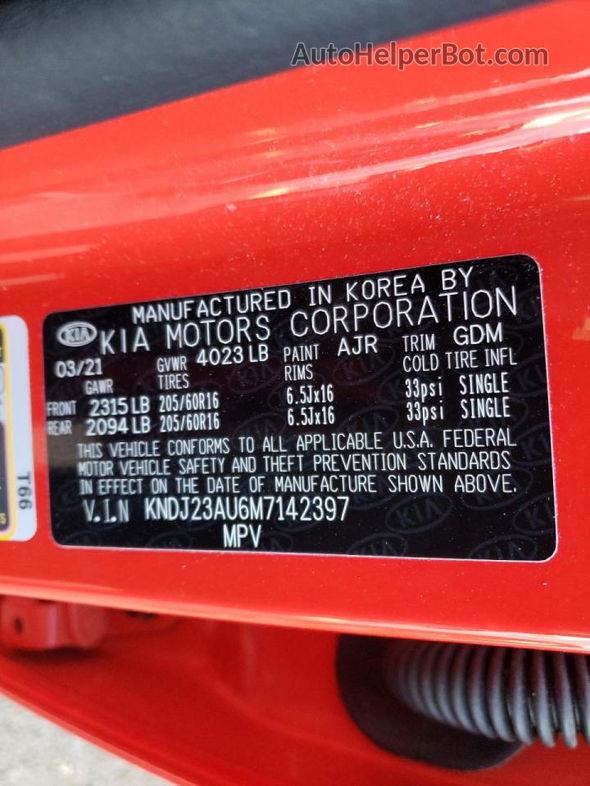 AutoHelperBot.com
MANUFACTURED IN KOREA BY
KIA KIA MOTORS CORPORATION
03/21 GVWR 4023 LB PAINT AJR TRIM GDM
GAWR TIRES RIMS COLD TIRE INFL
FRONT 2315 LB 205/60R16 6.5Jx16 33psi SINGLE
REAR 2094 LB 205/60R16 6.5Jx16 33psi SINGLE
THIS VEHICLE CONFORMS TO ALL APPLICABLE U.S.A. FEDERAL
MOTOR VEHICLE SAFETY AND THEFT PREVENTION STANDARDS
IN EFFECT ON THE DATE OF MANUFACTURE SHOWN ABOVE.
V.I.N KNDJ23AU6M7142397
MPV
T66